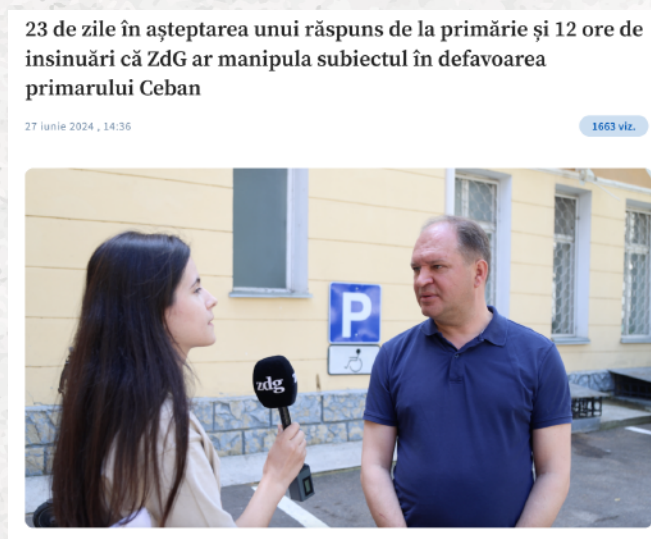 23 de zile în așteptarea unui răspuns de la primărie și 12 ore de
insinuări că ZdG ar manipula subiectul în defavoarea
primarului Ceban
27 iunie 2024 , 14:36
1663 viz.
P
zdg